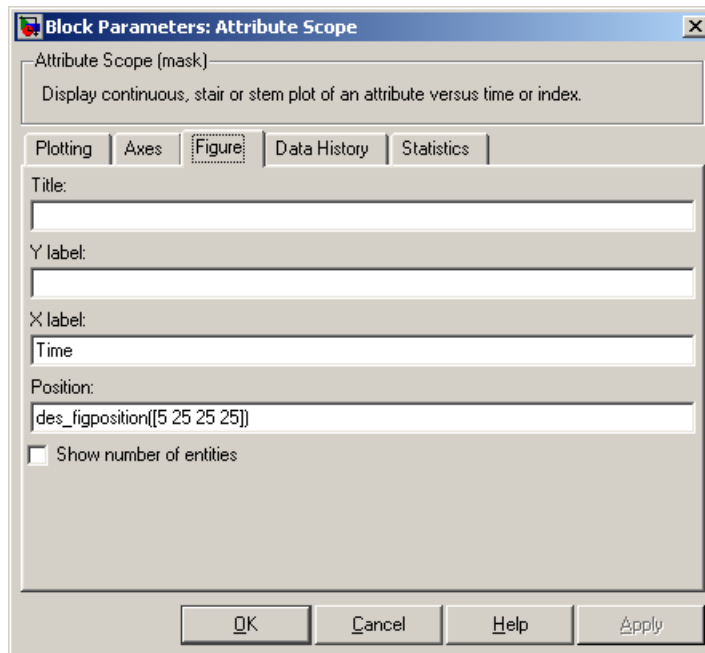 Block Parameters: Attribute Scope
Attribute Scope (mask)
Display continuous, stair or stem plot of an attribute versus time or index.
Plotting Axes Figure Data History Statistics
Title:
Y label:
X label:
Time
Position:
des_figposition([5 25 25 25])
Show number of entities
OK Cancel Help Apply